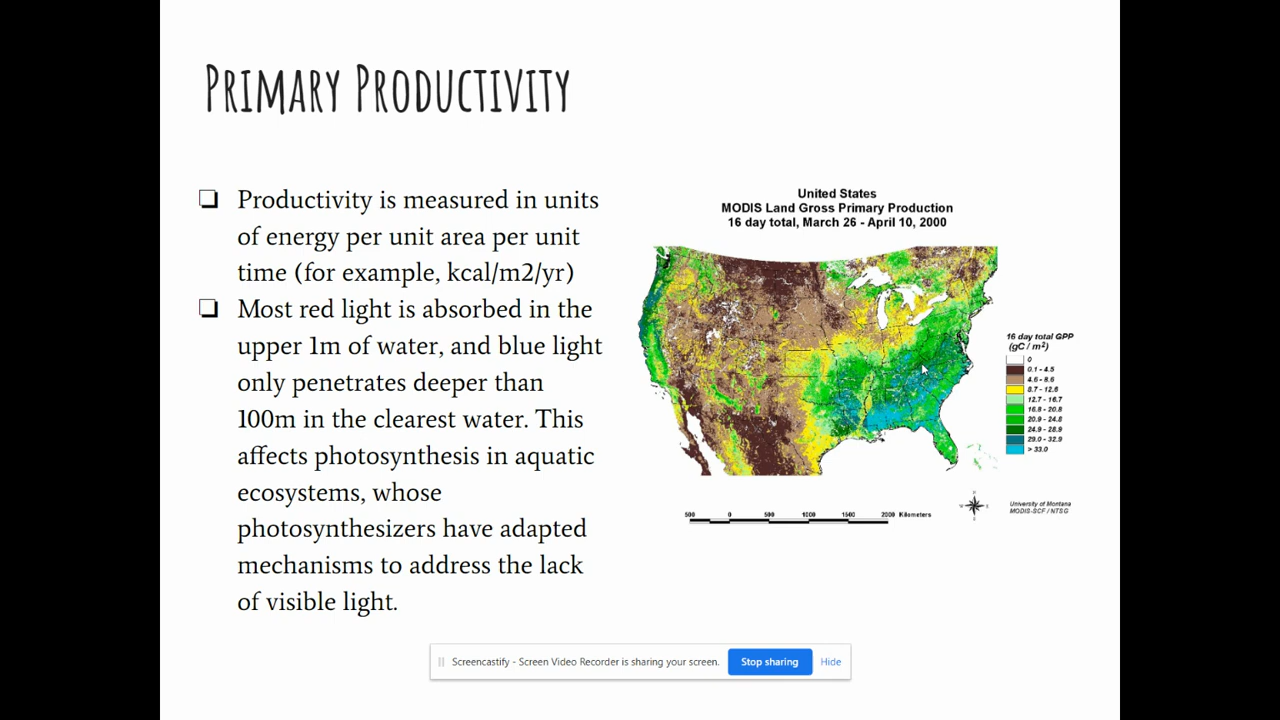 PRIMARY PRODUCTIVITY
❏ Productivity is measured in units
of energy per unit area per unit
time (for example, kcal/m2/yr)
❏ Most red light is absorbed in the
upper 1m of water, and blue light
only penetrates deeper than
100m in the clearest water. This
affects photosynthesis in aquatic
ecosystems, whose
photosynthesizers have adapted
mechanisms to address the lack
of visible light.
United States
MODIS Land Gross Primary Production
16 day total, March 26 - April 10, 2000
16 day total GPP
(gC / m²)
0
0.1 - 4.5
4.6 - 8.6
8.7 - 12.6
12.7 - 16.7
16.8 - 20.8
20.9 - 24.8
24.9 - 28.9
29.0 - 32.9
> 33.0
500 0 500 1000 1500 2000 Kilometers
University of Montana
MODIS-SCF / NTSG
Screencastify - Screen Video Recorder is sharing your screen. Stop sharing Hide